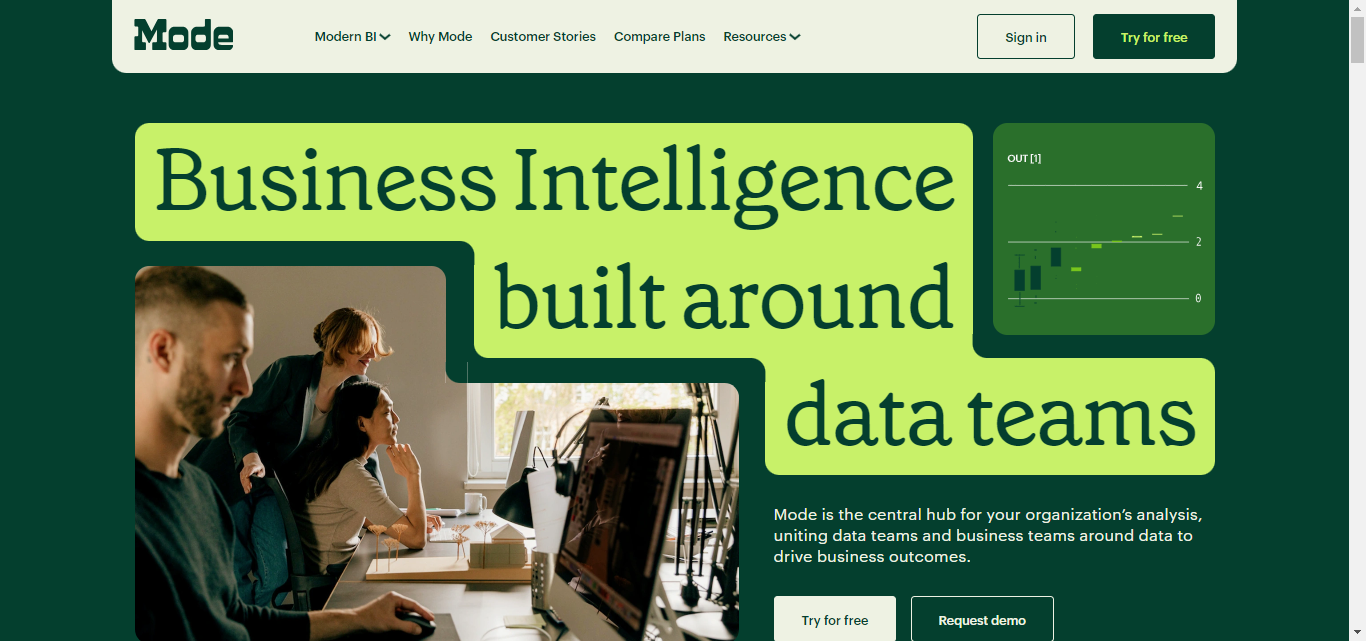 Mode
Modern BI
Why Mode
Customer Stories
Compare Plans
Resources
Sign in
Try for free
Business Intelligence
built around
data teams
OUT [1]
4
2
0
Mode is the central hub for your organization’s analysis,
uniting data teams and business teams around data to
drive business outcomes.
Try for free
Request demo